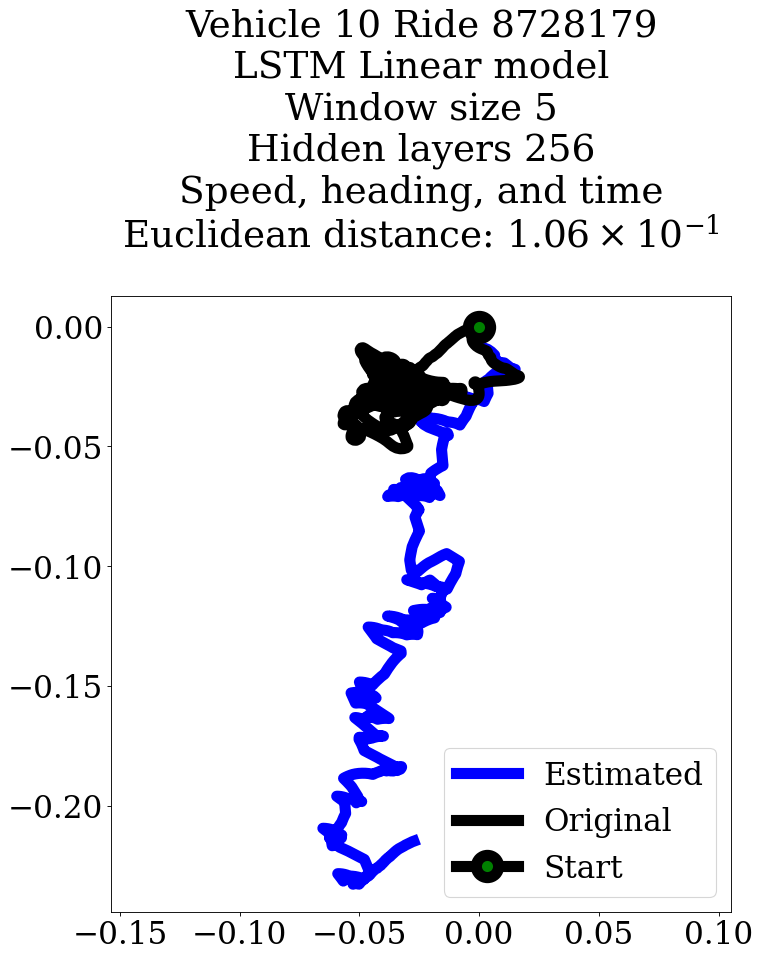 Vehicle 10 Ride 8728179
LSTM Linear model
Window size 5
Hidden layers 256
Speed, heading, and time
Euclidean distance: 1.06 × 10⁻¹
0.00
−0.05
−0.10
−0.15
−0.20
Estimated
Original
Start
−0.15 −0.10 −0.05 0.00 0.05 0.10